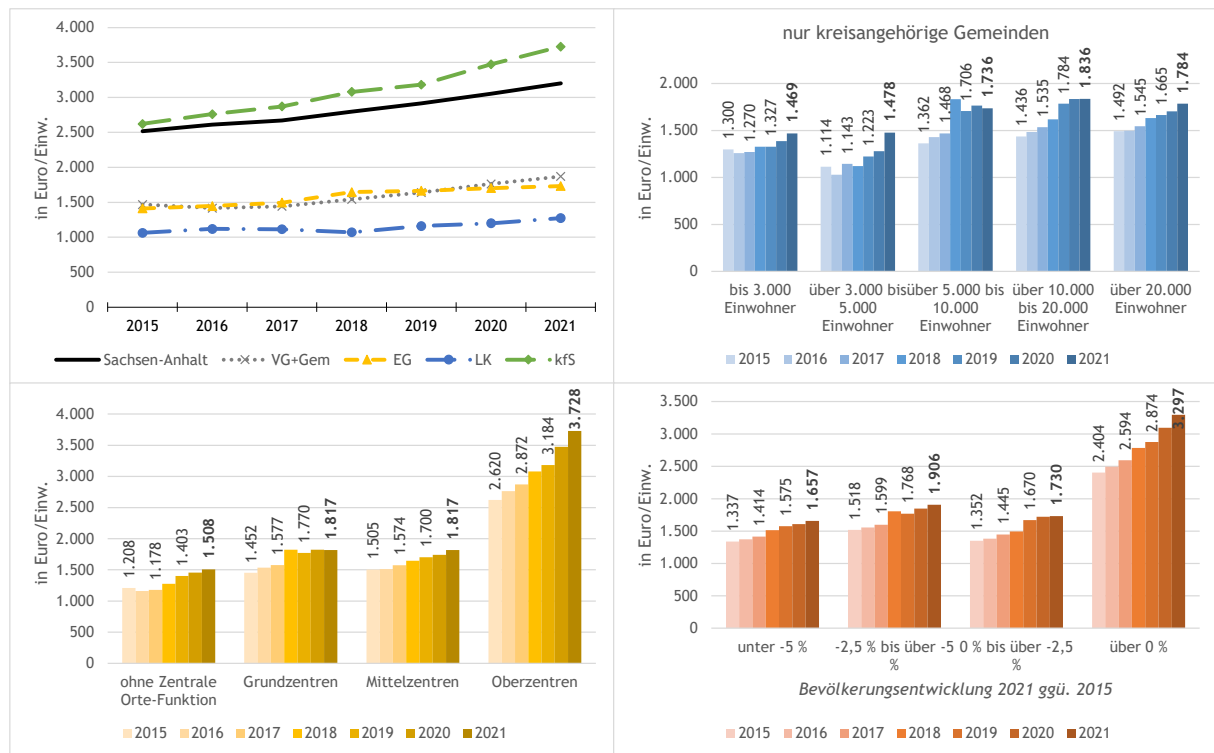 4.000
3.500
3.000
2.500
2.000
1.500
1.000
500
0
in Euro/Einw.
2015 2016 2017 2018 2019 2020 2021
Sachsen-Anhalt VG+Gem EG LK kfS
nur kreisangehörige Gemeinden
2.000
1.500
1.000
500
0
in Euro/Einw.
1.300 1.270 1.327 1.469
1.114 1.143 1.223 1.478
1.362 1.468 1.706 1.736
1.436 1.535 1.784 1.836
1.492 1.545 1.665 1.784
bis 3.000
Einwohner
über 3.000 bis
5.000
Einwohner
über 5.000 bis
10.000
Einwohner
über 10.000
bis 20.000
Einwohner
über 20.000
Einwohner
2015 2016 2017 2018 2019 2020 2021
4.000
3.500
3.000
2.500
2.000
1.500
1.000
500
0
in Euro/Einw.
1.208 1.178 1.403 1.508
1.452 1.577 1.770 1.817
1.505 1.574 1.700 1.817
2.620 2.872 3.184 3.728
ohne Zentrale
Orte-Funktion
Grundzentren
Mittelzentren
Oberzentren
2015 2016 2017 2018 2019 2020 2021
3.500
3.000
2.500
2.000
1.500
1.000
500
0
in Euro/Einw.
1.337 1.414 1.575 1.657
1.518 1.599 1.768 1.906
1.352 1.445 1.670 1.730
2.404 2.594 2.874 3.297
unter -5 %
-2,5 % bis über -5
%
0 % bis über -2,5
%
über 0 %
Bevölkerungsentwicklung 2021 ggü. 2015
2015 2016 2017 2018 2019 2020 2021